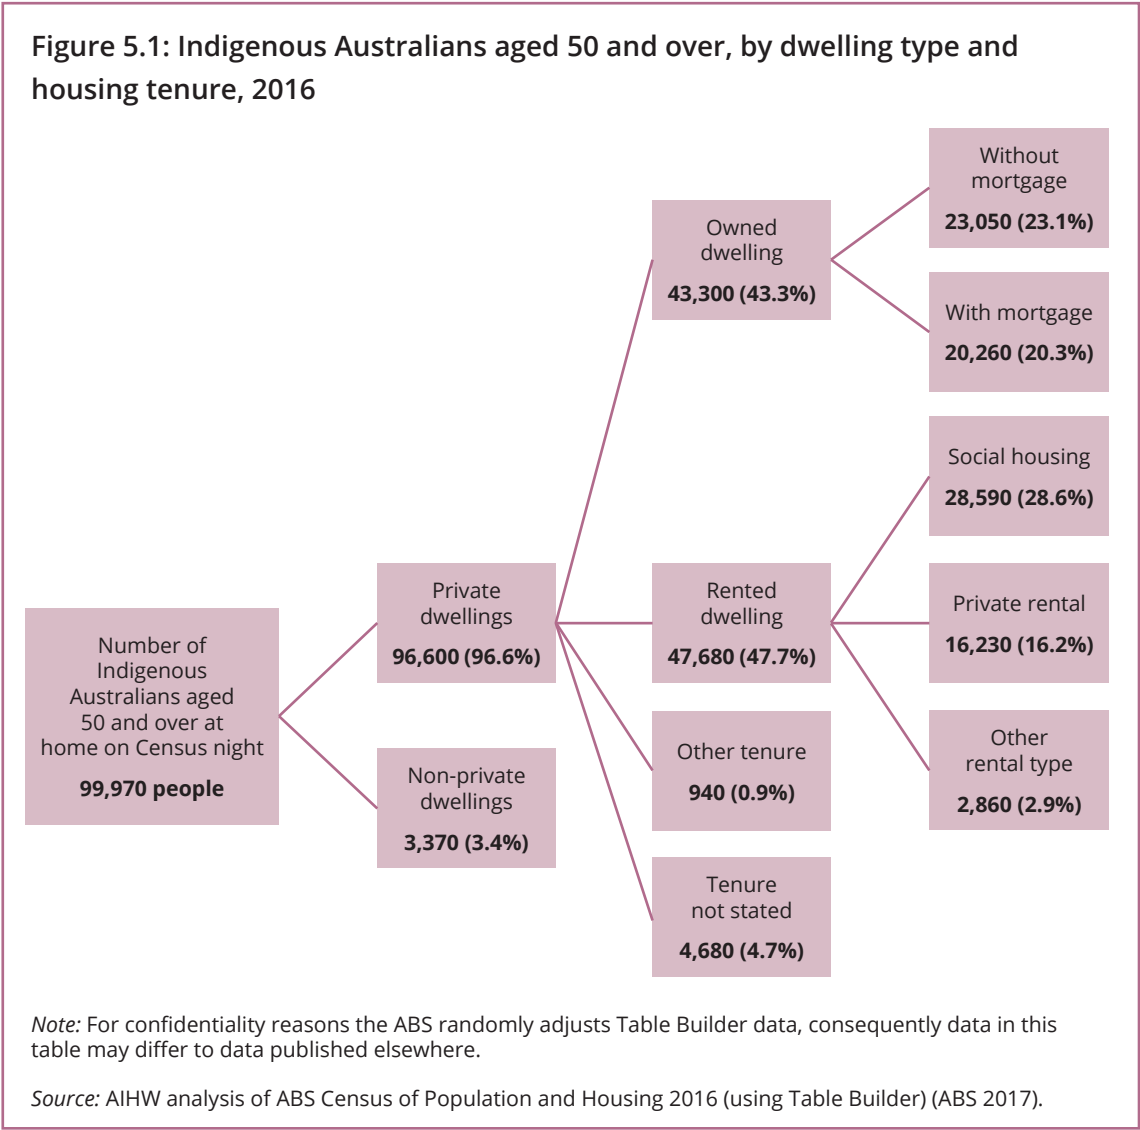 Figure 5.1: Indigenous Australians aged 50 and over, by dwelling type and
housing tenure, 2016
Number of
Indigenous
Australians aged
50 and over at
home on Census night
99,970 people
Private
dwellings
96,600 (96.6%)
Non-private
dwellings
3,370 (3.4%)
Owned
dwelling
43,300 (43.3%)
Rented
dwelling
47,680 (47.7%)
Other tenure
940 (0.9%)
Tenure
not stated
4,680 (4.7%)
Without
mortgage
23,050 (23.1%)
With mortgage
20,260 (20.3%)
Social housing
28,590 (28.6%)
Private rental
16,230 (16.2%)
Other
rental type
2,860 (2.9%)
Note: For confidentiality reasons the ABS randomly adjusts Table Builder data, consequently data in this
table may differ to data published elsewhere.
Source: AIHW analysis of ABS Census of Population and Housing 2016 (using Table Builder) (ABS 2017).